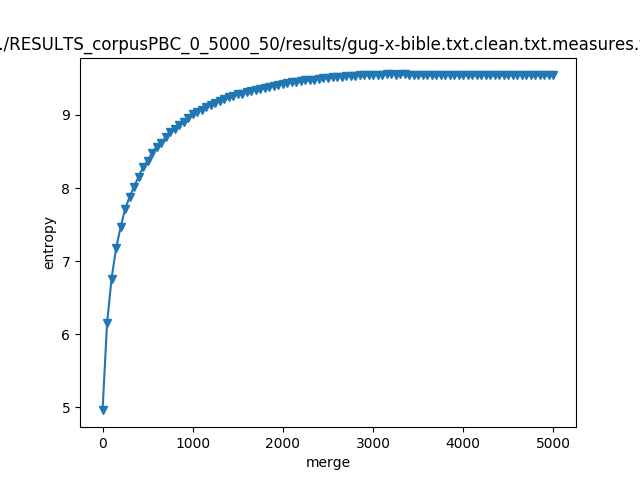 ./RESULTS_corpusPBC_0_5000_50/results/gug-x-bible.txt.clean.txt.measures.
entropy
9
8
7
6
5
0 1000 2000 3000 4000 5000
merge